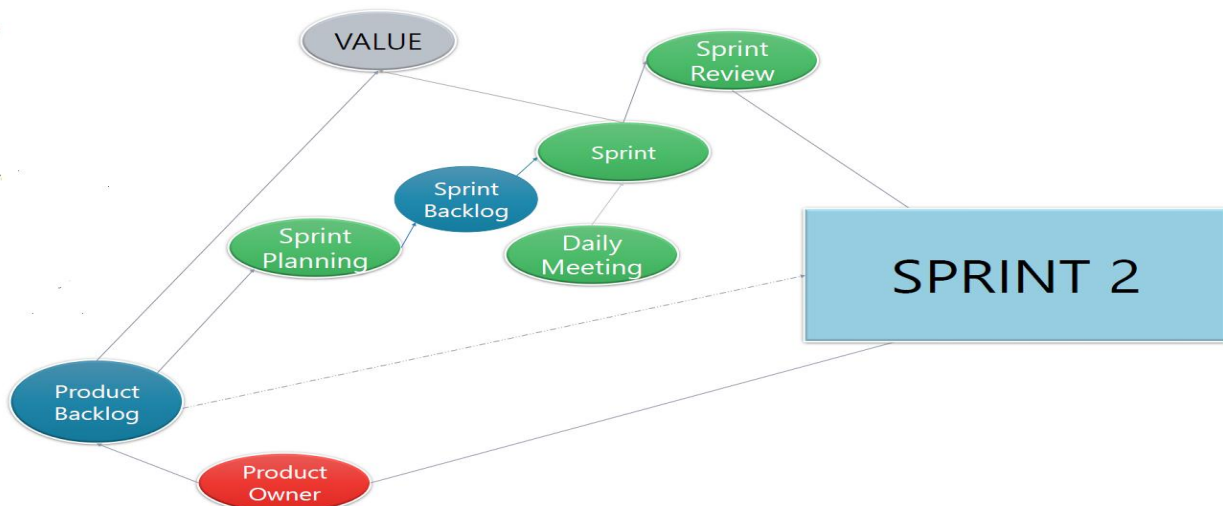 VALUE
Sprint
Review
Sprint
Sprint
Backlog
Sprint
Planning
Daily
Meeting
SPRINT 2
Product
Backlog
Product
Owner